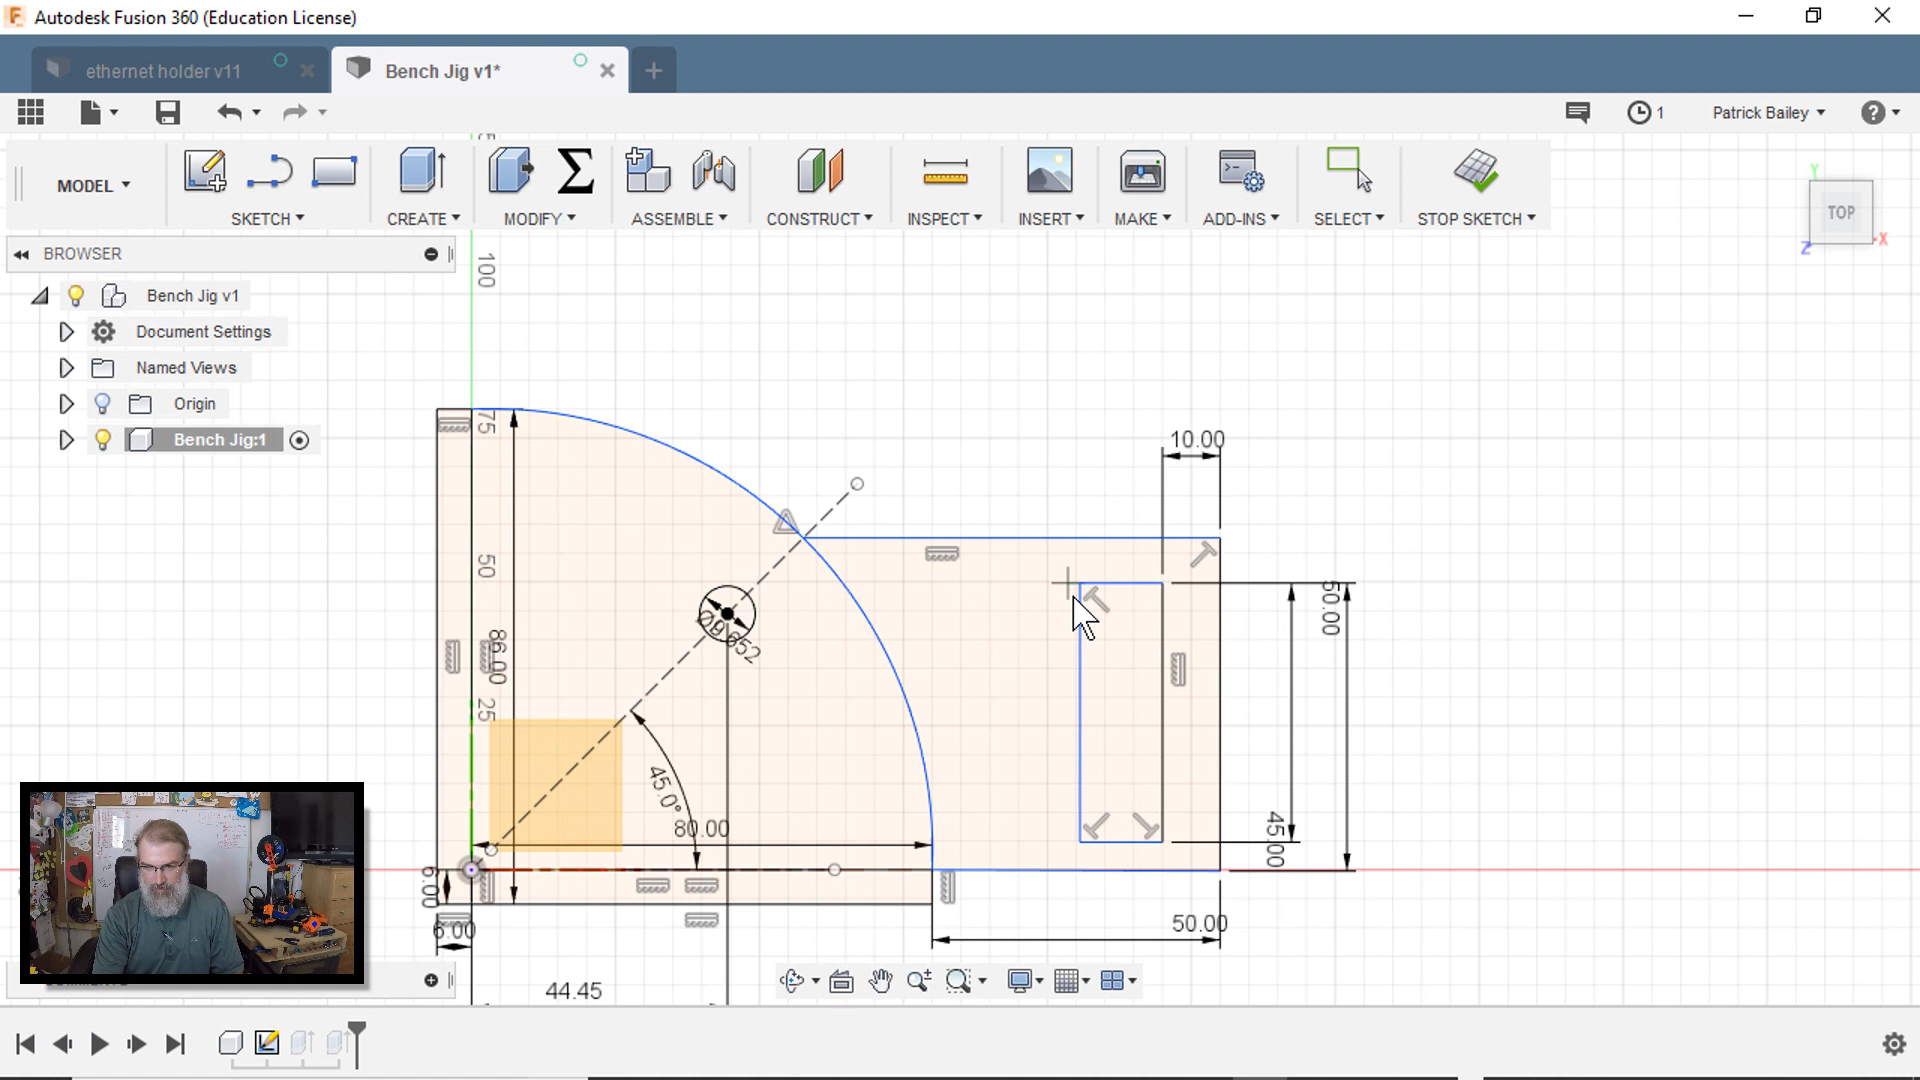 Autodesk Fusion 360 (Education License)
ethernet holder v11
Bench Jig v1*
1
Patrick Bailey
MODEL
SKETCH
CREATE
MODIFY
ASSEMBLE
CONSTRUCT
INSPECT
INSERT
MAKE
ADD-INS
SELECT
STOP SKETCH
TOP
Y
X
Z
BROWSER
Bench Jig v1
Document Settings
Named Views
Origin
Bench Jig:1
100
75
50
25
10.00
50.00
45.00
86.00
45.0°
80.00
6.00
6.00
50.00
44.45